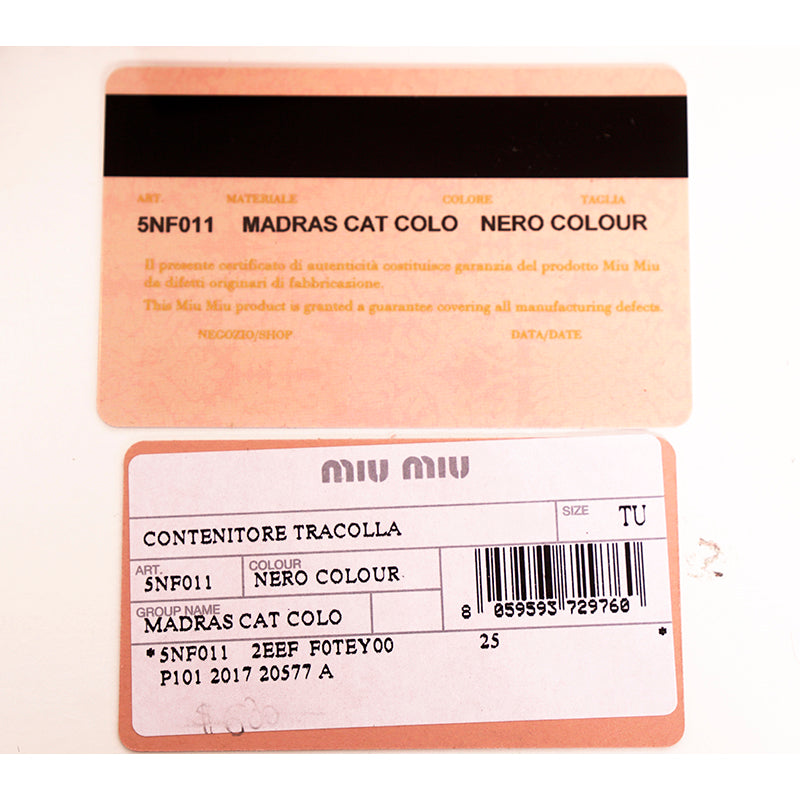 ART. MATERIALE COLORE TAGLIA
5NF011 MADRAS CAT COLO NERO COLOUR
Il presente certificato di autenticità costituisce garanzia del prodotto Miu Miu
da difetti originari di fabbricazione.
This Miu Miu product is granted a guarantee covering all manufacturing defects.
NEGOZIO/SHOP DATA/DATE
MIU MIU
CONTENITORE TRACOLLA SIZE TU
ART. 5NF011 COLOUR NERO COLOUR
GROUP NAME
MADRAS CAT COLO
8 059593 729760
*5NF011 2EEF F0TEY00 25 *
P101 2017 20577 A